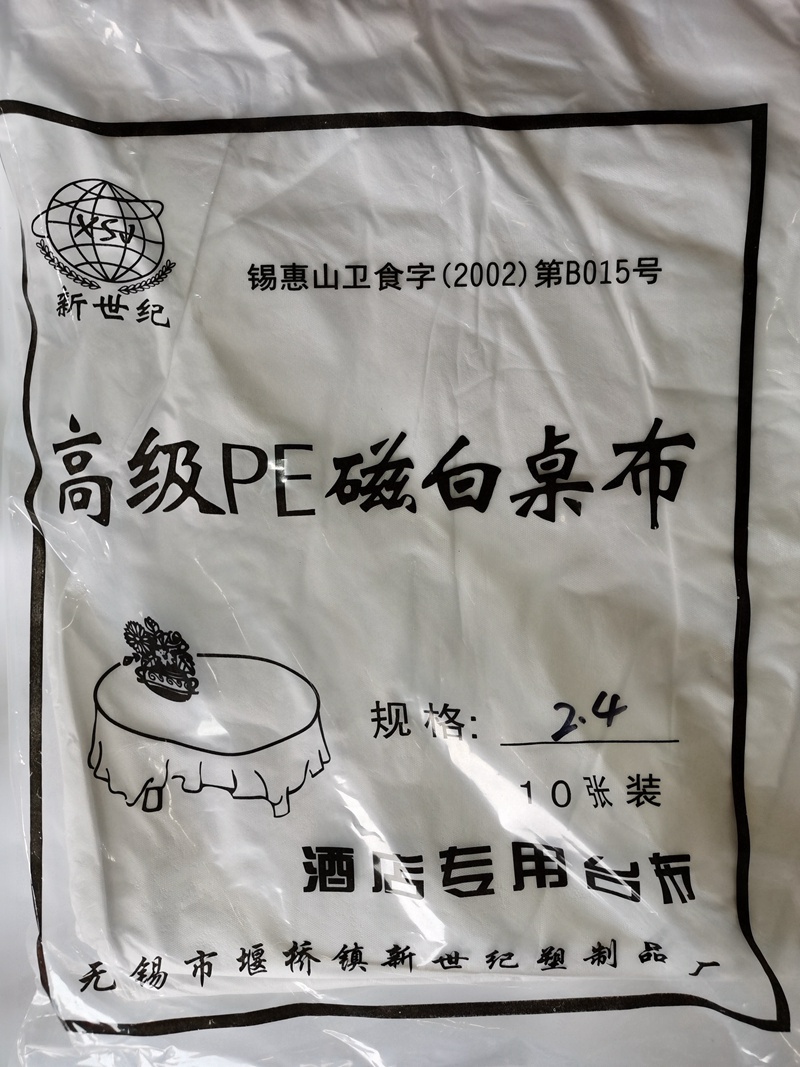 XSJ
新世纪
锡惠山卫食字(2002)第B015号
高级PE磁白桌布
规格: 2.4
10张装
酒店专用台布
无锡市堰桥镇新世纪塑制品厂